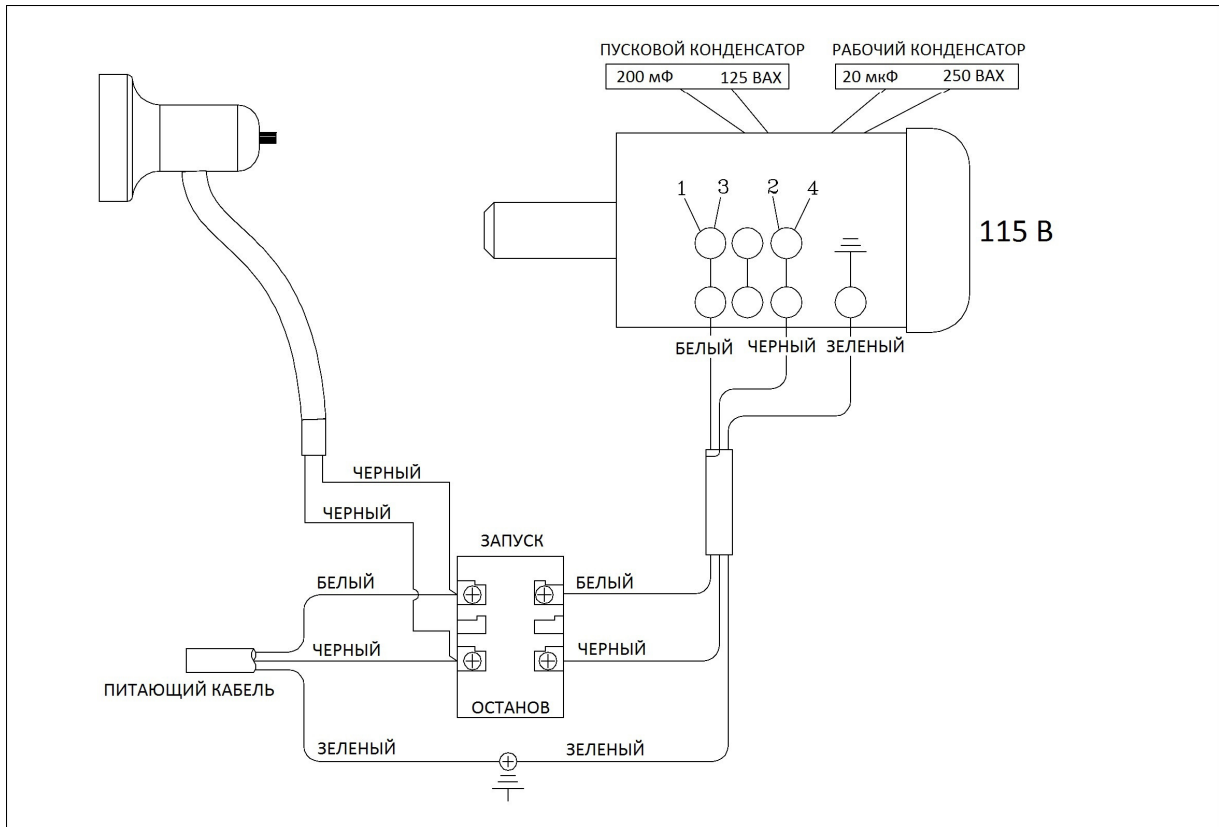 ПУСКОВОЙ КОНДЕНСАТОР
РАБОЧИЙ КОНДЕНСАТОР
200 мФ 125 ВАХ
20 мкФ 250 ВАХ
1 3 2 4
115 В
БЕЛЫЙ ЧЕРНЫЙ ЗЕЛЕНЫЙ
ЧЕРНЫЙ
ЧЕРНЫЙ
ЗАПУСК
БЕЛЫЙ
БЕЛЫЙ
ЧЕРНЫЙ
ЧЕРНЫЙ
ПИТАЮЩИЙ КАБЕЛЬ
ОСТАНОВ
ЗЕЛЕНЫЙ
ЗЕЛЕНЫЙ